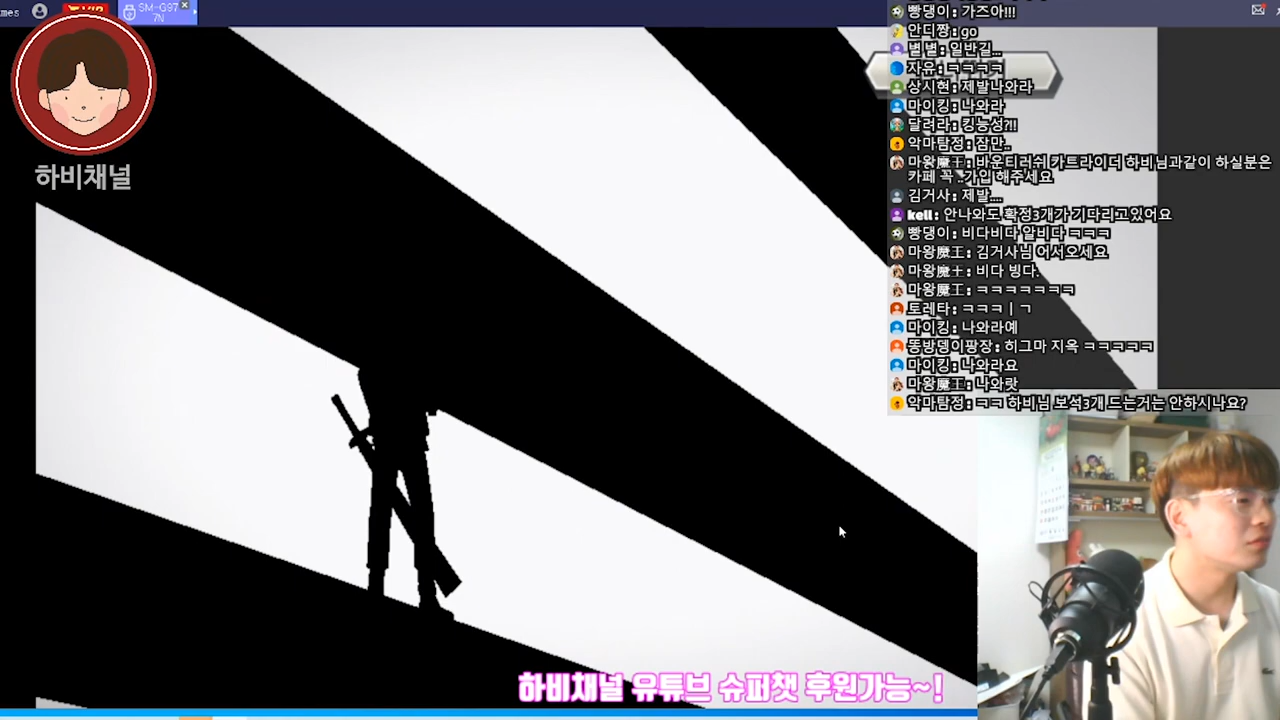 mes
SM-G97
7N
하비채널
빵댕이: 가즈아!!!
안디짱: go
별별: 일반길...
자유: ㅋㅋㅋㅋ
상시현: 제발나와라
마이킹: 나와라
달려라: 킹능성?!!
악마탐정: 잠만..
마왕魔王: 바운티러쉬 카트라이더 하비님과같이 하실분은
카페 꼭 ..가입 해주세요
김거사: 제발....
kell: 안나와도 확정3개가 기다리고있어요
빵댕이: 비다비다 알비다 ㅋㅋㅋ
마왕魔王: 김거사님 어서오세요
마왕魔王: 비다 빙다.
마왕魔王: ㅋㅋㅋㅋㅋㅋㅋ
토레타: ㅋㅋㅋㅣㄱ
마이킹: 나와라예
똥방뎅이팡장: 히그마 지옥 ㅋㅋㅋㅋㅋ
마이킹: 나와라요
마왕魔王: 나와랏
악마탐정: ㅋㅋ 하비님 보석3개 드는거는 안하시나요?
하비채널 유튜브 슈퍼챗 후원가능~!